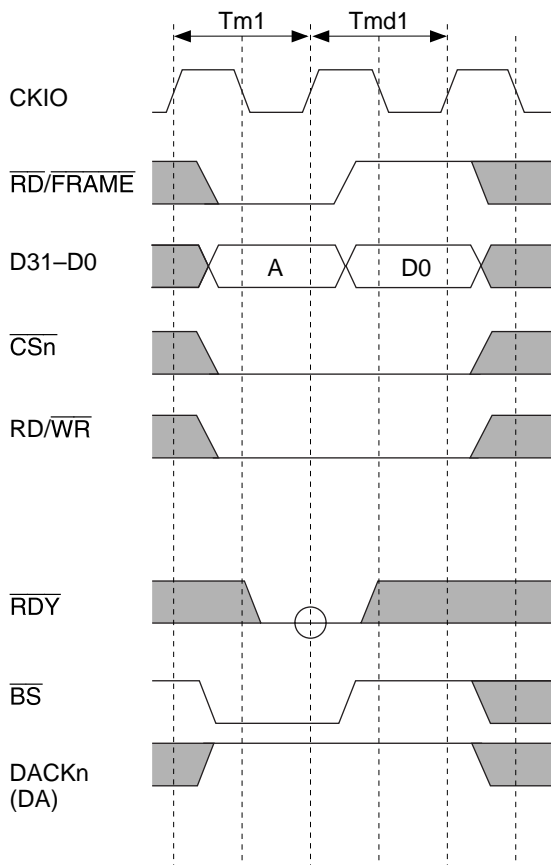 Tm1 Tmd1
CKIO
RD/FRAME
D31–D0
A D0
CSn
RD/WR
RDY
BS
DACKn
(DA)